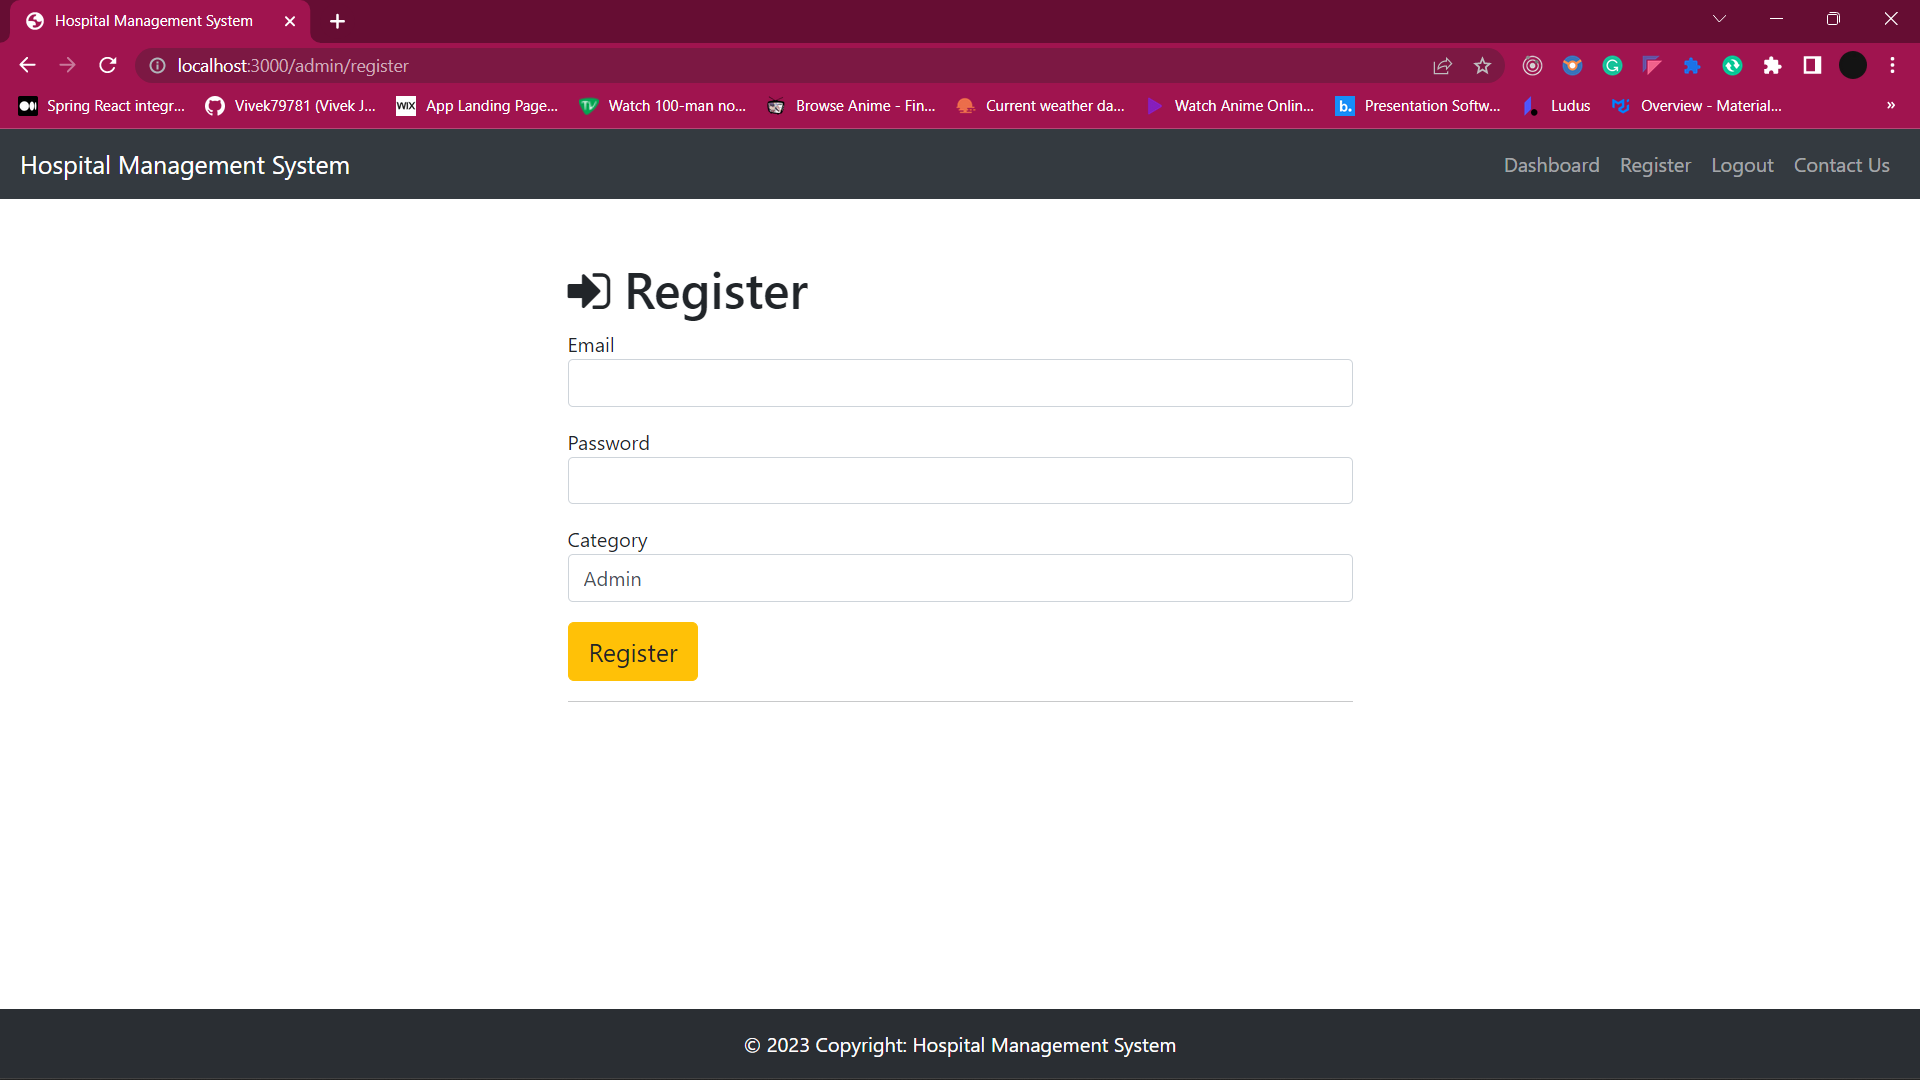 Hospital Management System
localhost:3000/admin/register
Spring React integr... Vivek79781 (Vivek J... WIX App Landing Page... TV Watch 100-man no... Browse Anime - Fin... Current weather da... Watch Anime Onlin... b. Presentation Softw... Ludus Overview - Material... »
Hospital Management System Dashboard Register Logout Contact Us
Register
Email
Password
Category
Admin
Register
© 2023 Copyright: Hospital Management System